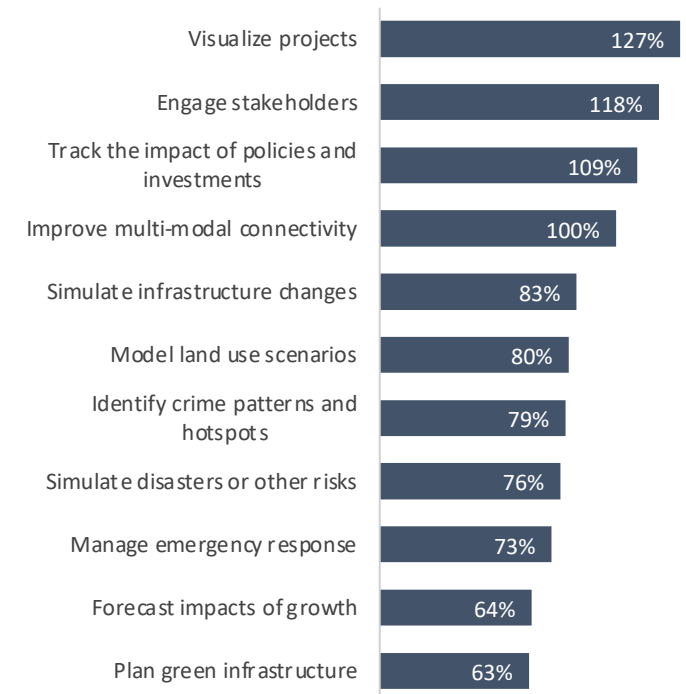 Visualize projects 127%
Engage stakeholders 118%
Track the impact of policies and
investments 109%
Improve multi-modal connectivity 100%
Simulate infrastructure changes 83%
Model land use scenarios 80%
Identify crime patterns and
hotspots 79%
Simulate disasters or other risks 76%
Manage emergency response 73%
Forecast impacts of growth 64%
Plan green infrastructure 63%